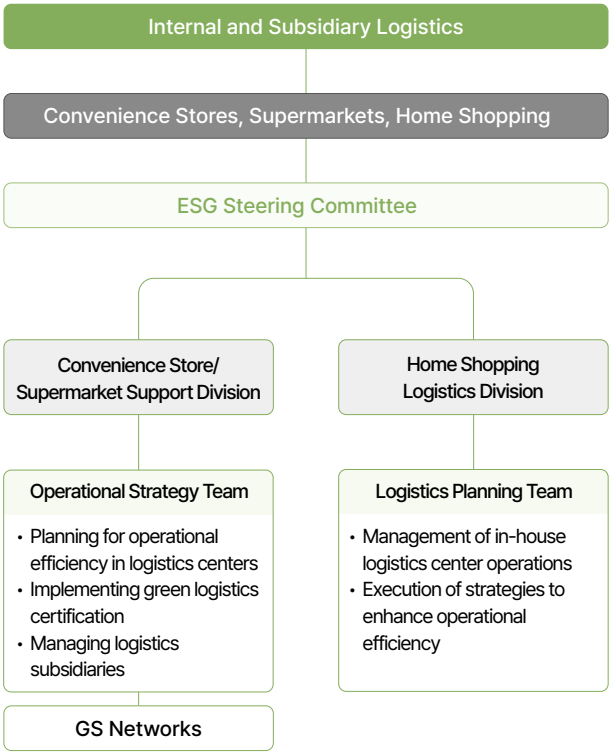 Internal and Subsidiary Logistics
Convenience Stores, Supermarkets, Home Shopping
ESG Steering Committee
Convenience Store/
Supermarket Support Division
Operational Strategy Team
• Planning for operational
efficiency in logistics centers
• Implementing green logistics
certification
• Managing logistics
subsidiaries
GS Networks
Home Shopping
Logistics Division
Logistics Planning Team
• Management of in-house
logistics center operations
• Execution of strategies to
enhance operational
efficiency